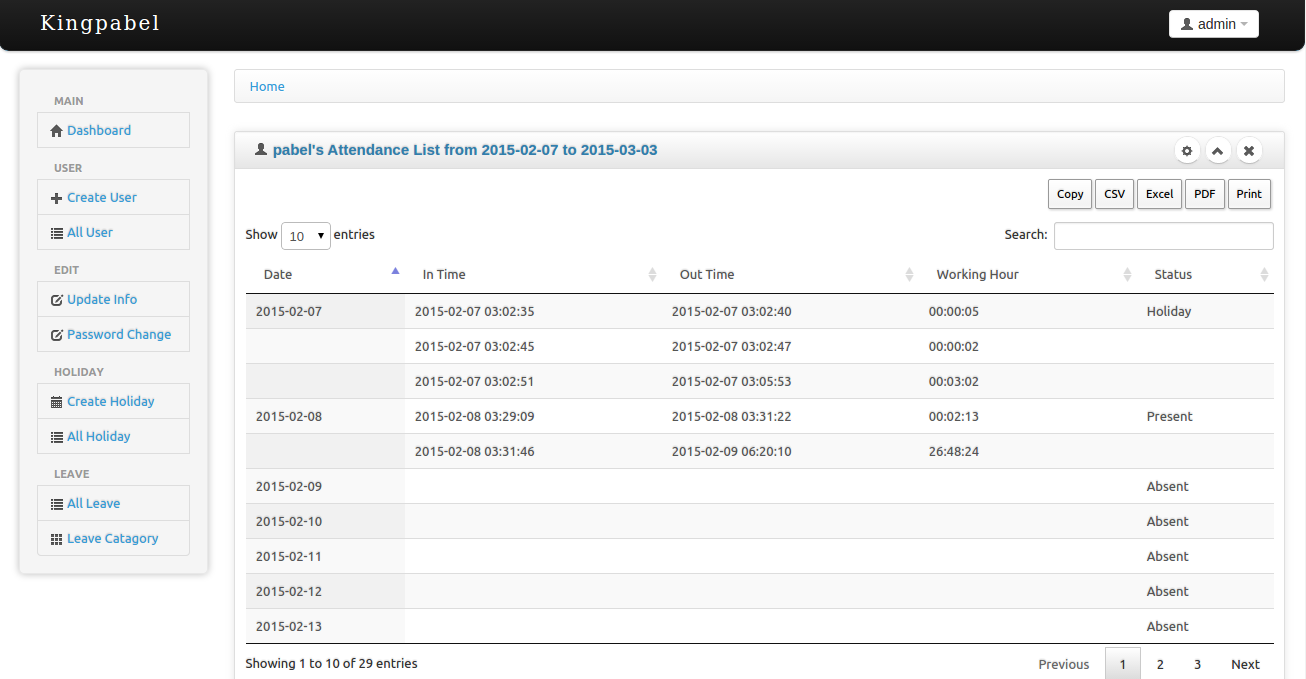 Kingpabel
admin
MAIN
Dashboard
USER
Create User
All User
EDIT
Update Info
Password Change
HOLIDAY
Create Holiday
All Holiday
LEAVE
All Leave
Leave Catagory
Home
pabel's Attendance List from 2015-02-07 to 2015-03-03
Copy CSV Excel PDF Print
Show 10 entries Search:
Date In Time Out Time Working Hour Status
2015-02-07 2015-02-07 03:02:35 2015-02-07 03:02:40 00:00:05 Holiday
2015-02-07 03:02:45 2015-02-07 03:02:47 00:00:02
2015-02-07 03:02:51 2015-02-07 03:05:53 00:03:02
2015-02-08 2015-02-08 03:29:09 2015-02-08 03:31:22 00:02:13 Present
2015-02-08 03:31:46 2015-02-09 06:20:10 26:48:24
2015-02-09 Absent
2015-02-10 Absent
2015-02-11 Absent
2015-02-12 Absent
2015-02-13 Absent
Showing 1 to 10 of 29 entries Previous 1 2 3 Next